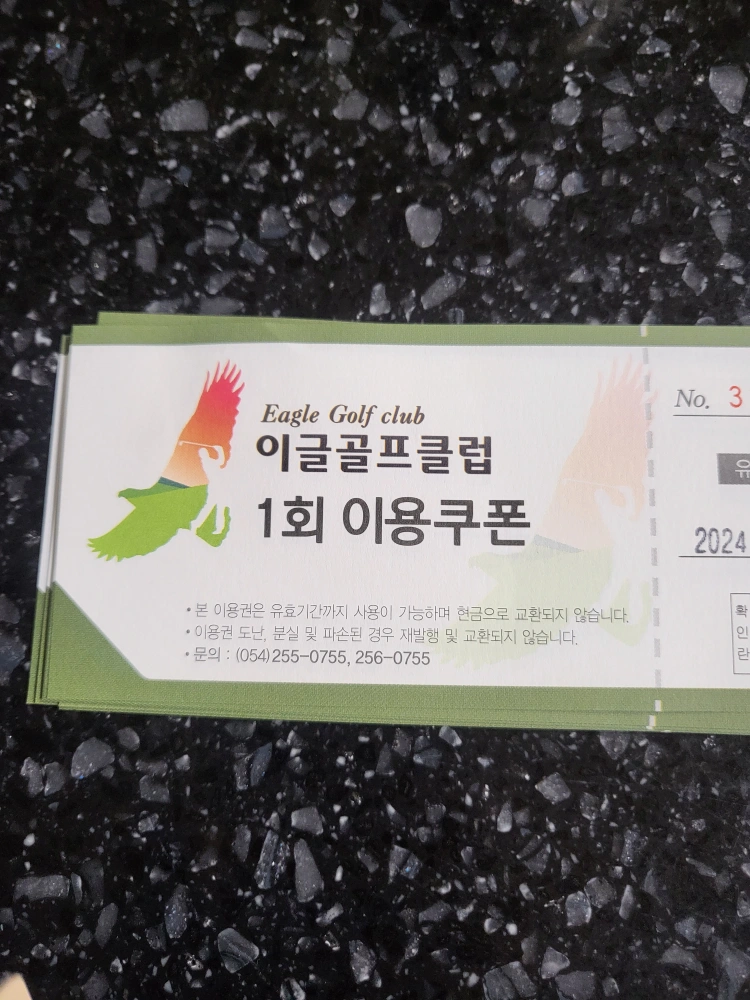 Eagle Golf club
이글골프클럽
1회 이용쿠폰
• 본 이용권은 유효기간까지 사용이 가능하며 현금으로 교환되지 않습니다.
• 이용권 도난, 분실 및 파손된 경우 재발행 및 교환되지 않습니다.
• 문의 : (054)255-0755, 256-0755
No. 3
유
2024
확
인
란